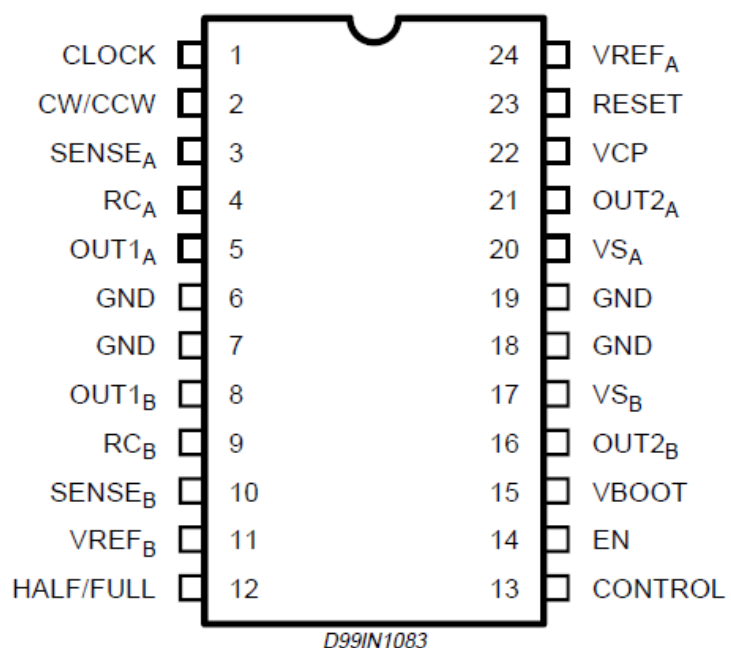 CLOCK 1 24 VREFA
CW/CCW 2 23 RESET
SENSEA 3 22 VCP
RCA 4 21 OUT2A
OUT1A 5 20 VSA
GND 6 19 GND
GND 7 18 GND
OUT1B 8 17 VSB
RCB 9 16 OUT2B
SENSEB 10 15 VBOOT
VREFB 11 14 EN
HALF/FULL 12 13 CONTROL
D99IN1083